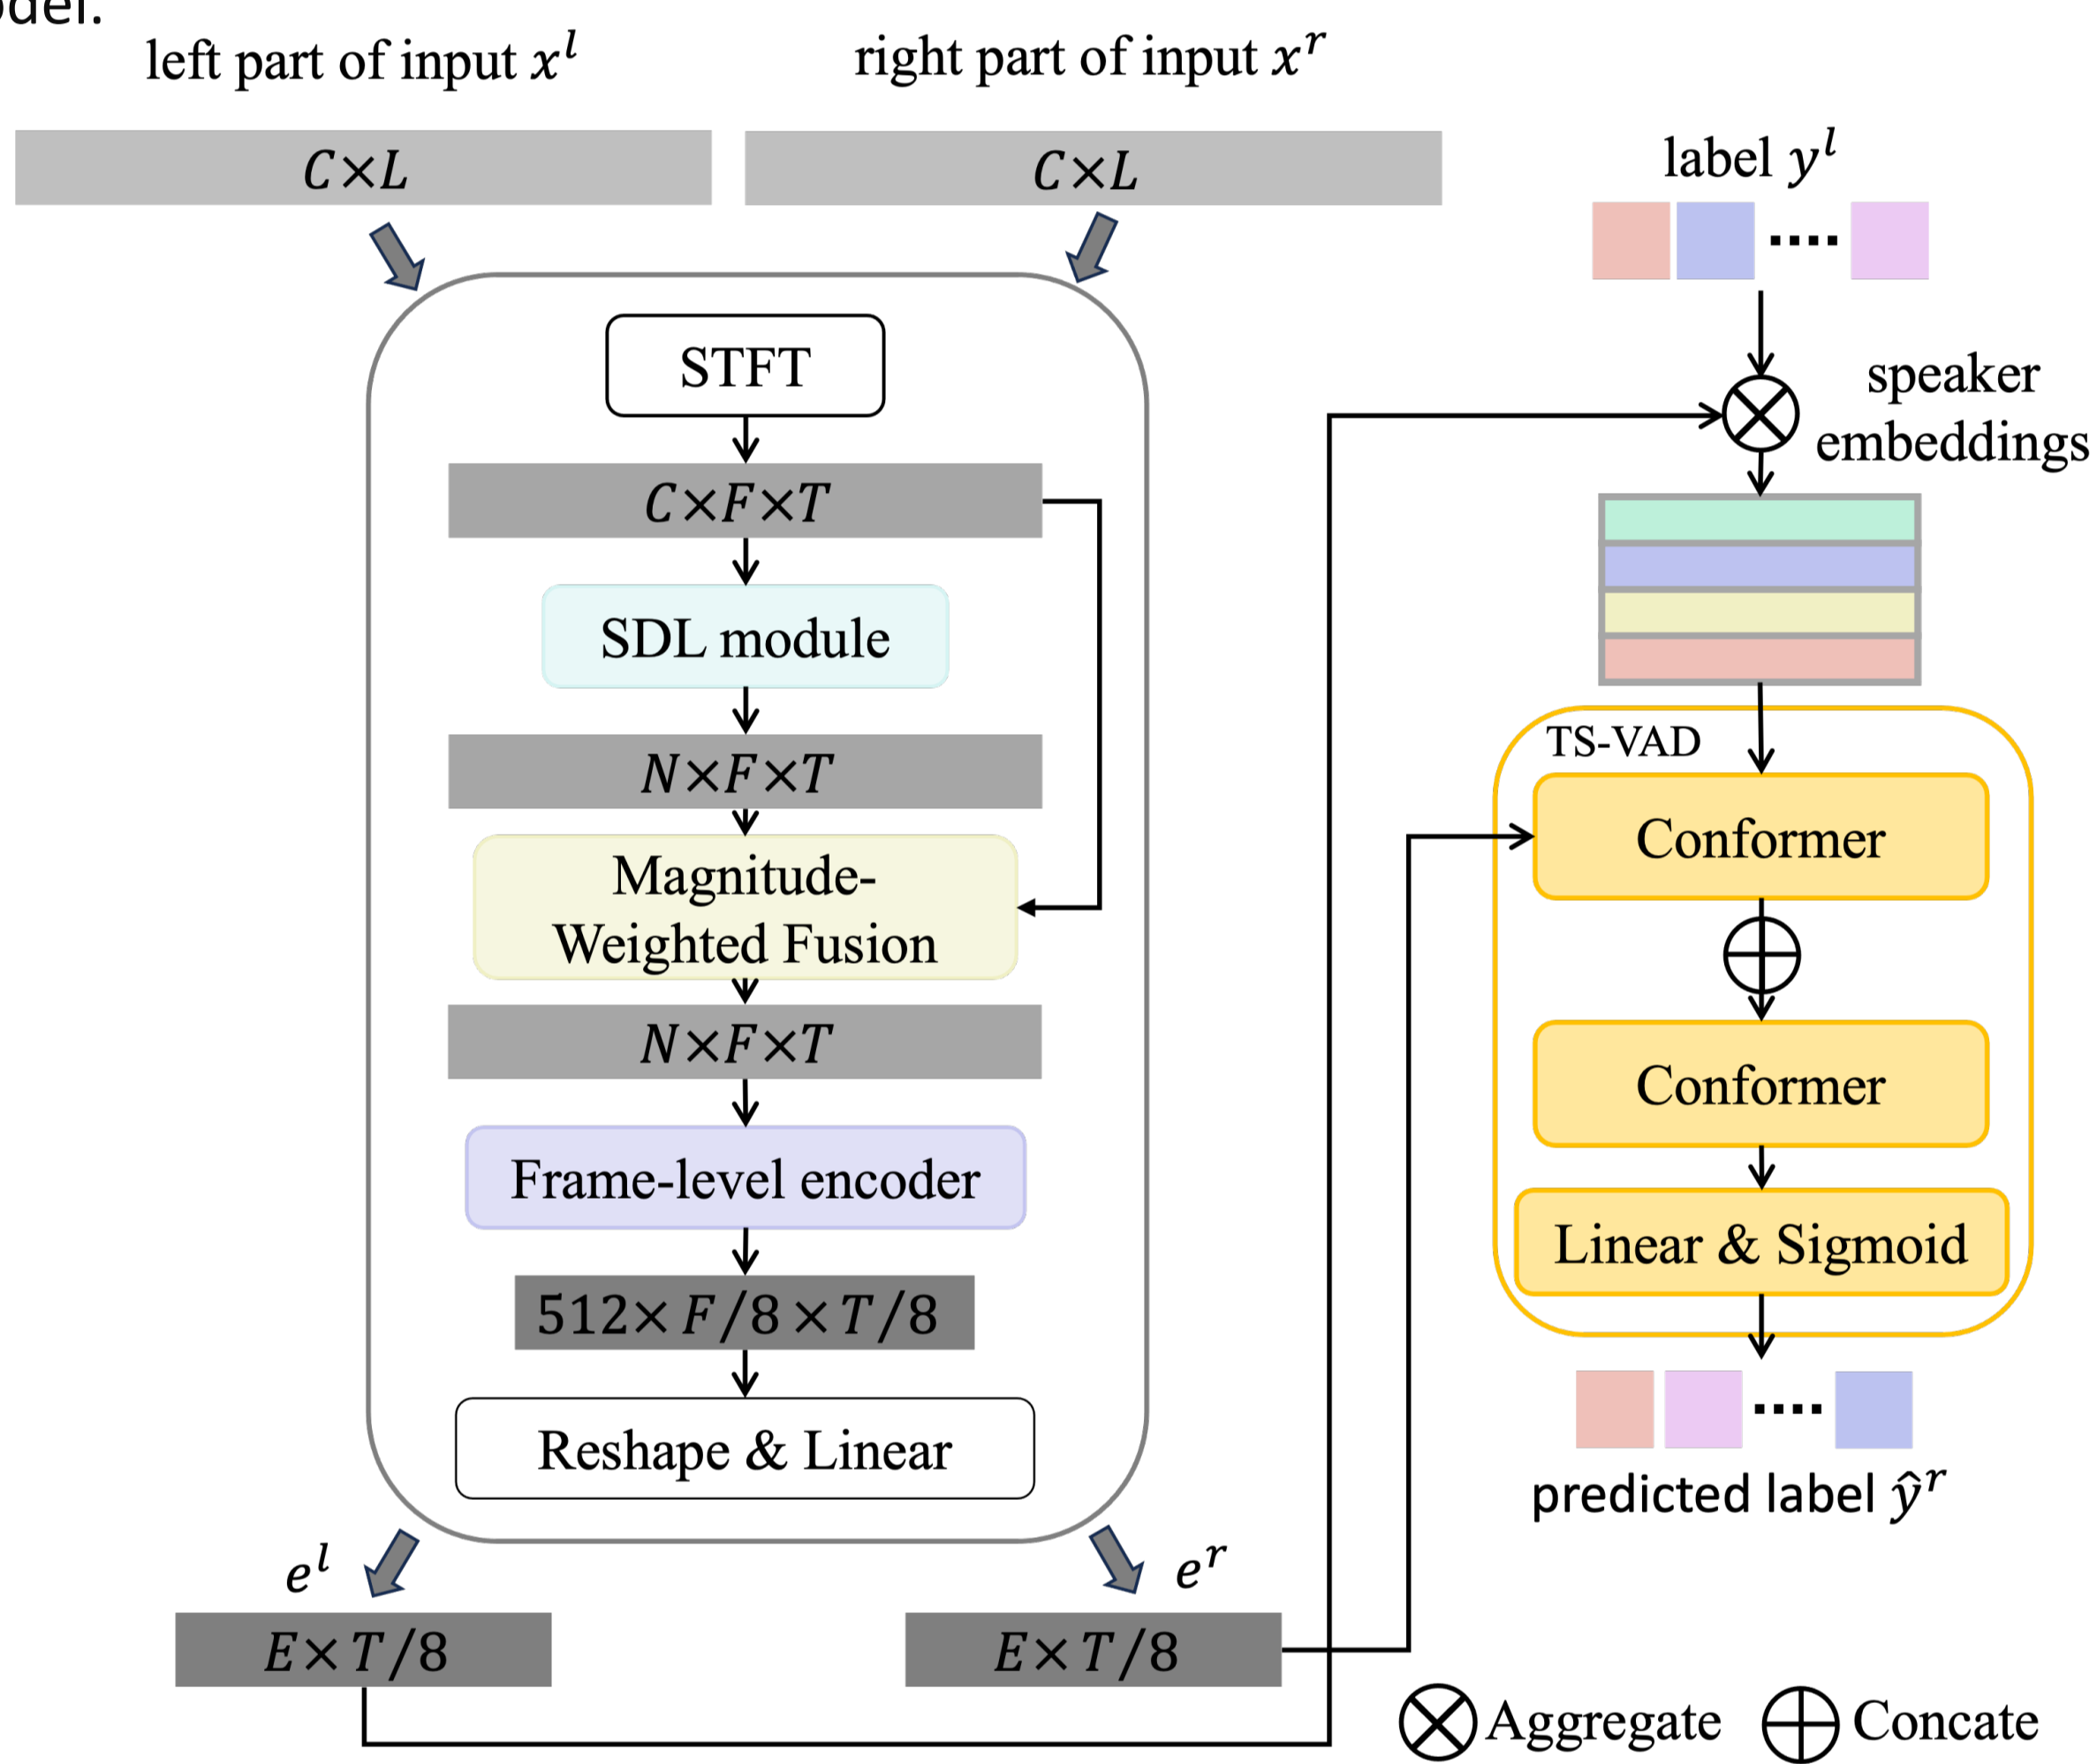 odel.
left part of input x^l
right part of input x^r
C×L
C×L
STFT
C×F×T
SDL module
N×F×T
Magnitude-
Weighted Fusion
N×F×T
Frame-level encoder
512×F/8×T/8
Reshape & Linear
e^l
e^r
E×T/8
E×T/8
label y^l
speaker
embeddings
TS-VAD
Conformer
Conformer
Linear & Sigmoid
predicted label ŷ^r
Aggregate
Concate